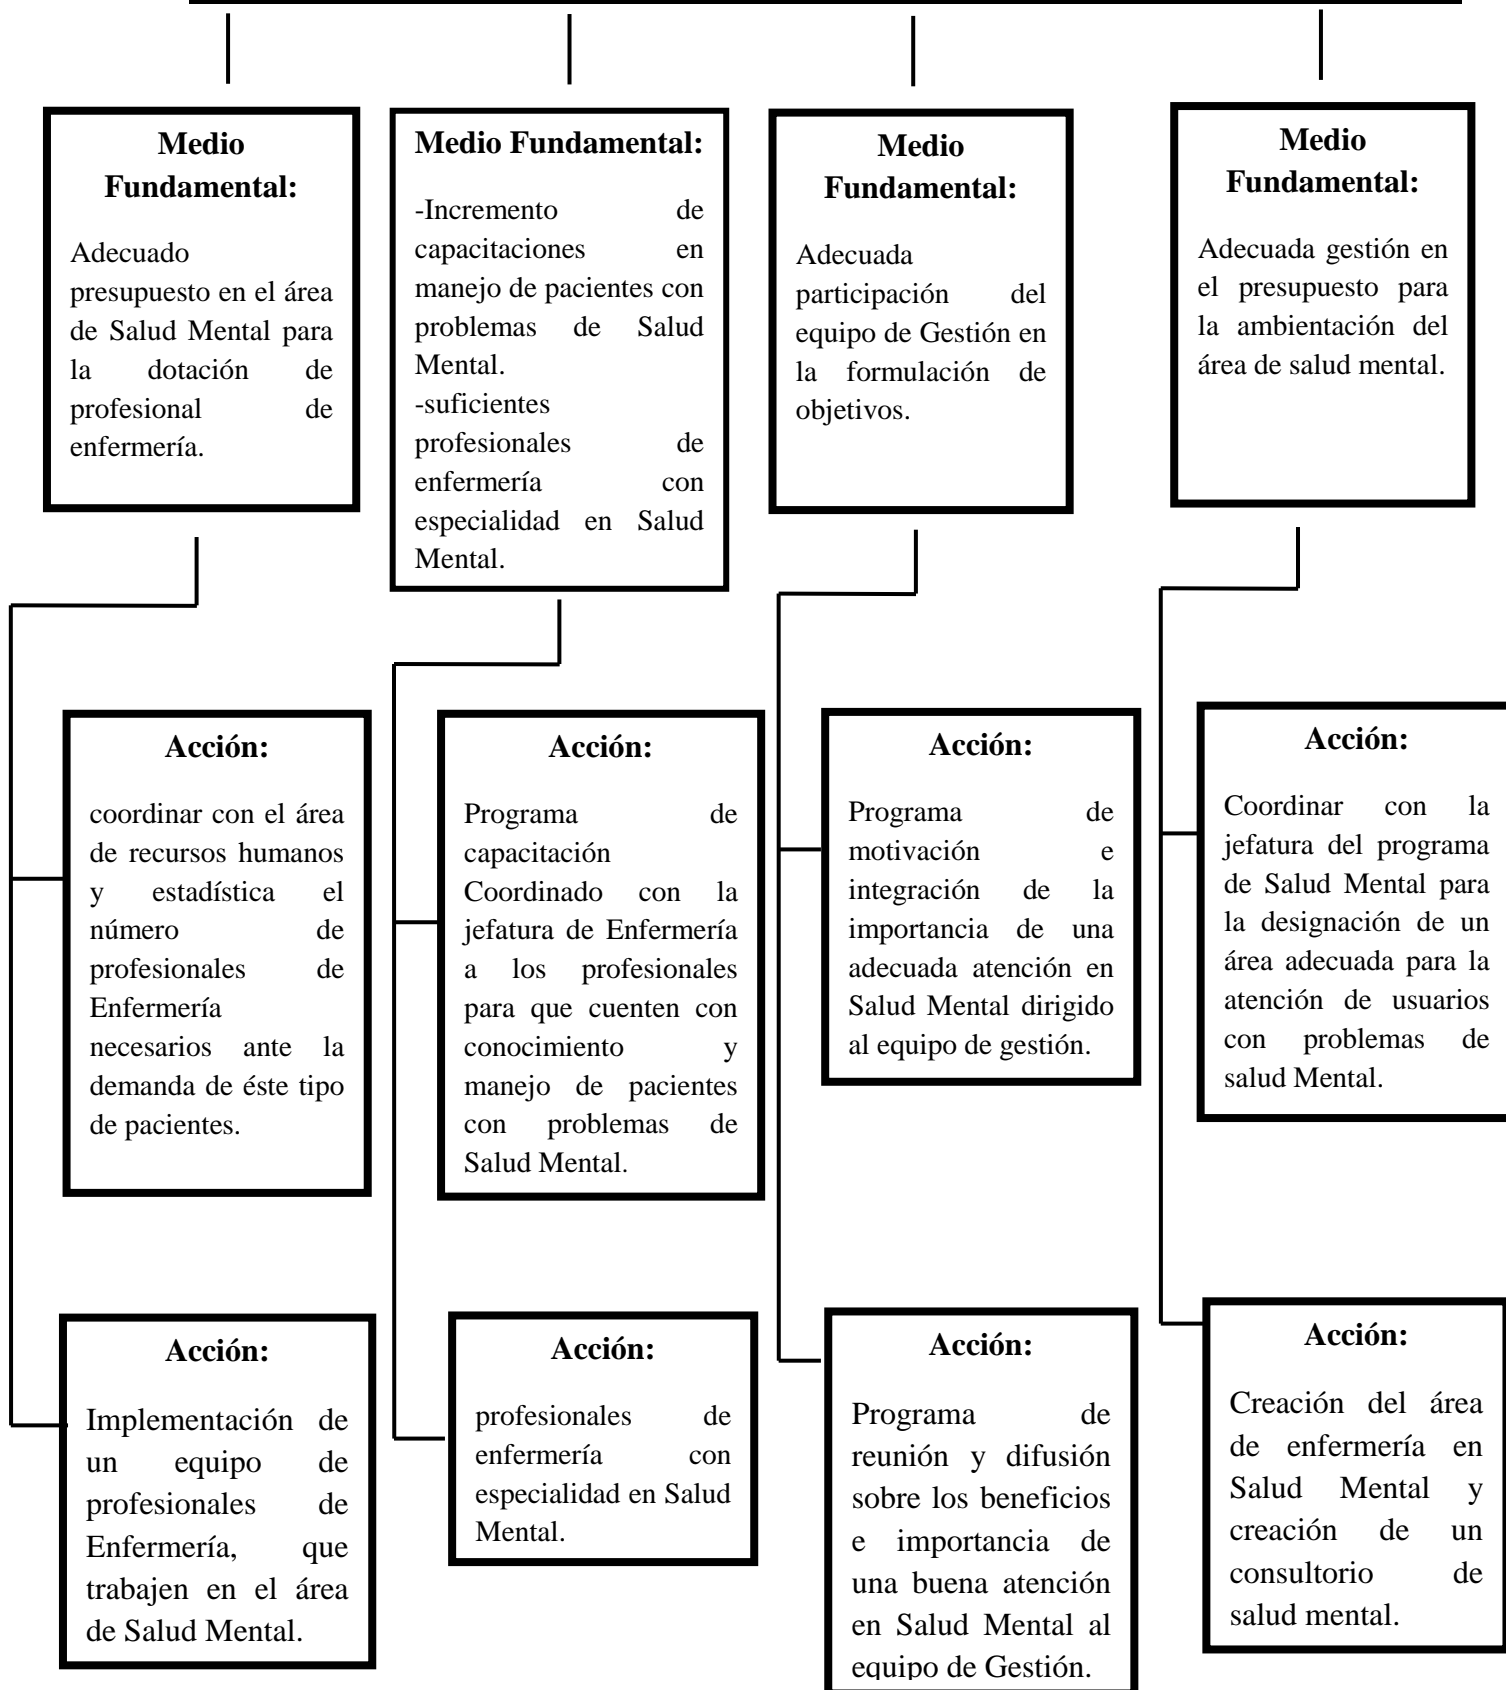 Medio
Fundamental:
Adecuado
presupuesto en el área
de Salud Mental para
la dotación de
profesional de
enfermería.
Medio Fundamental:
-Incremento de
capacitaciones en
manejo de pacientes con
problemas de Salud
Mental.
-suficientes
profesionales de
enfermería con
especialidad en Salud
Mental.
Medio
Fundamental:
Adecuada
participación del
equipo de Gestión en
la formulación de
objetivos.
Medio
Fundamental:
Adecuada gestión en
el presupuesto para
la ambientación del
área de salud mental.
Acción:
coordinar con el área
de recursos humanos
y estadística el
número de
profesionales de
Enfermería
necesarios ante la
demanda de éste tipo
de pacientes.
Acción:
Programa de
capacitación
Coordinado con la
jefatura de Enfermería
a los profesionales
para que cuenten con
conocimiento y
manejo de pacientes
con problemas de
Salud Mental.
Acción:
Programa de
motivación e
integración de la
importancia de una
adecuada atención en
Salud Mental dirigido
al equipo de gestión.
Acción:
Coordinar con la
jefatura del programa
de Salud Mental para
la designación de un
área adecuada para la
atención de usuarios
con problemas de
salud Mental.
Acción:
Implementación de
un equipo de
profesionales de
Enfermería, que
trabajen en el área
de Salud Mental.
Acción:
profesionales de
enfermería con
especialidad en Salud
Mental.
Acción:
Programa de
reunión y difusión
sobre los beneficios
e importancia de
una buena atención
en Salud Mental al
equipo de Gestión.
Acción:
Creación del área
de enfermería en
Salud Mental y
creación de un
consultorio de
salud mental.